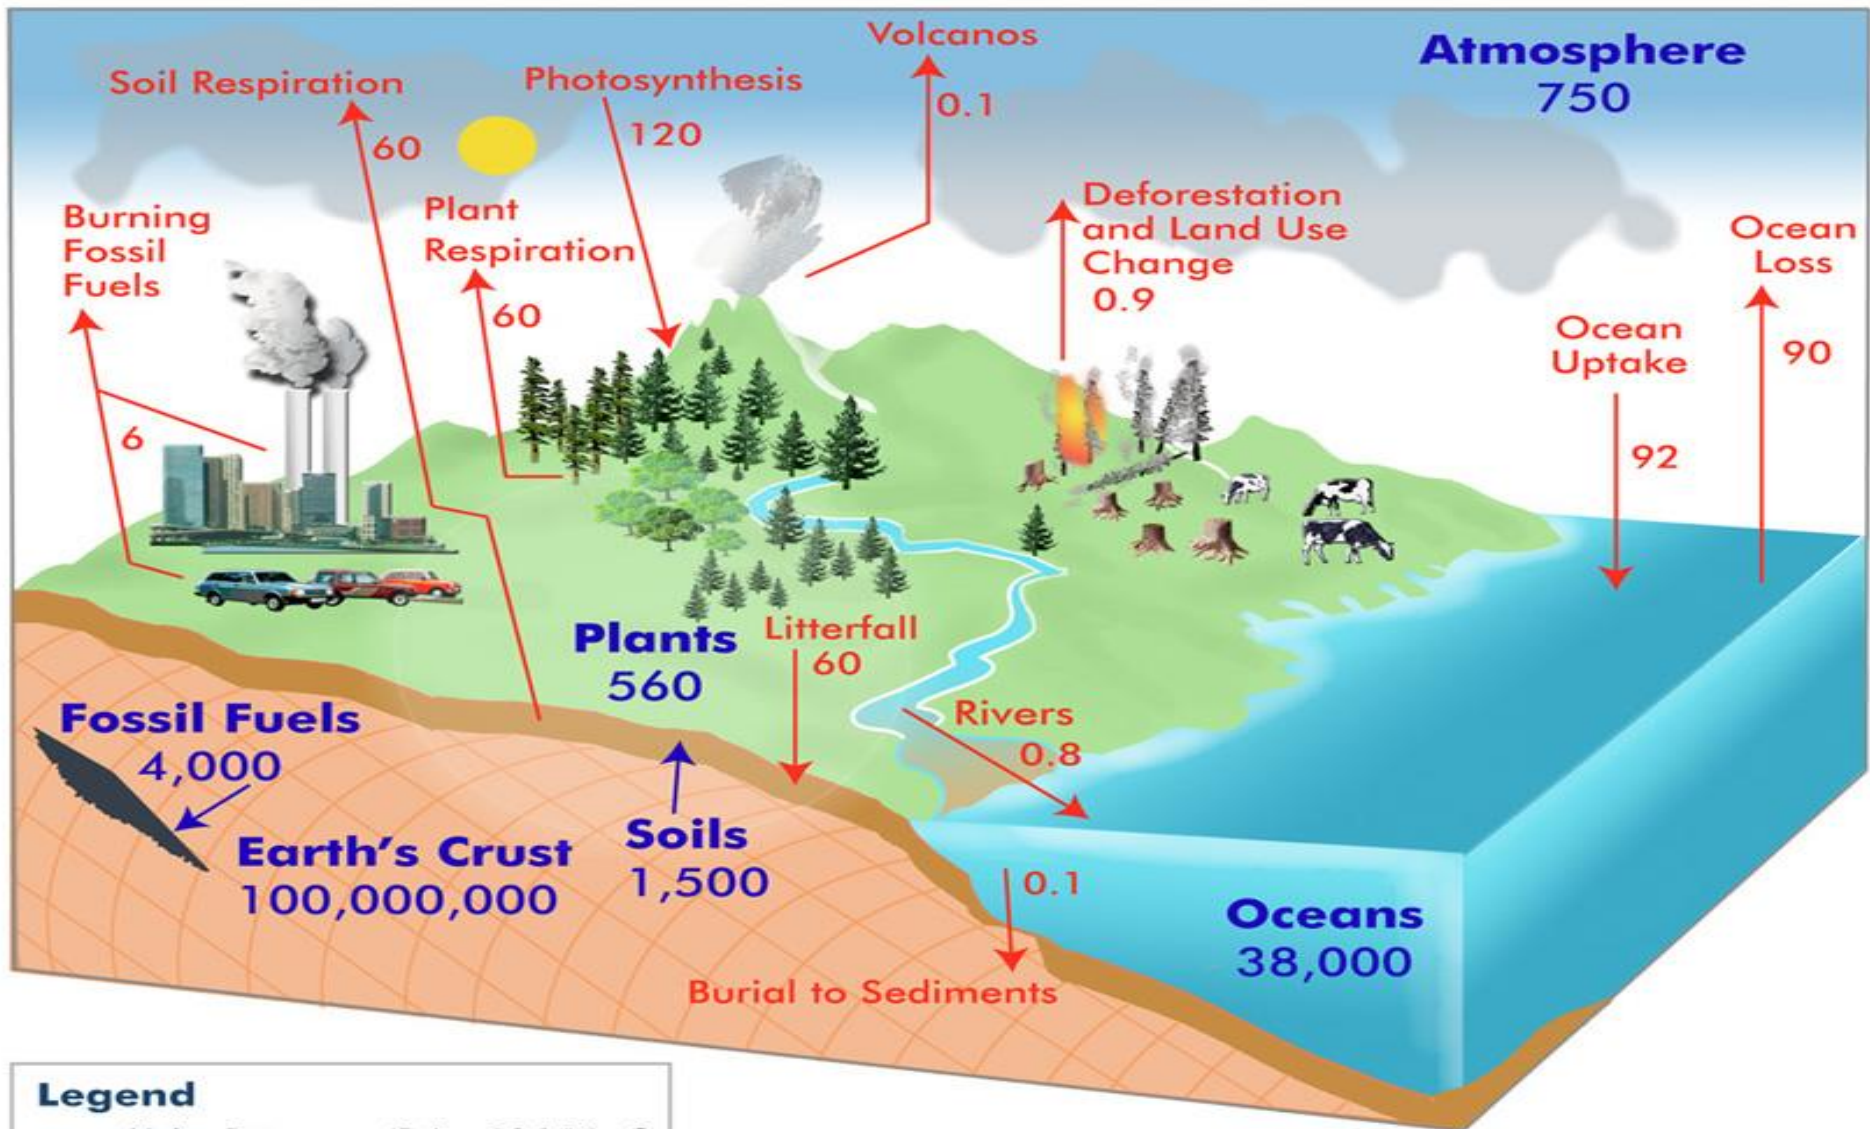 Volcanos
0.1
Atmosphere
750
Soil Respiration
60
Photosynthesis
120
Burning
Fossil
Fuels
6
Plant
Respiration
60
Deforestation
and Land Use
Change
0.9
Ocean
Uptake
92
Ocean
Loss
90
Plants
560
Litterfall
60
Rivers
0.8
Fossil Fuels
4,000
Earth's Crust
100,000,000
Soils
1,500
0.1
Burial to Sediments
Oceans
38,000
Legend